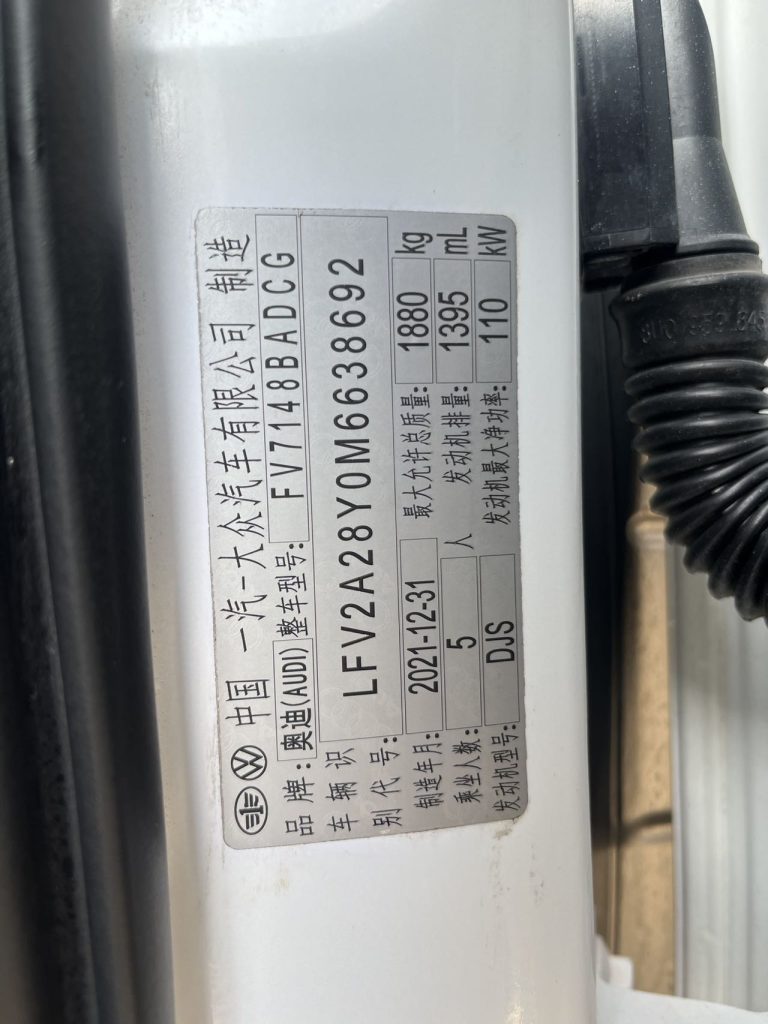 中国 一汽-大众汽车有限公司 制造
品牌: 奥迪(AUDI) 整车型号: FV7148BADCG
车辆识别代号: LFV2A28Y0M6638692
制造年月: 2021-12-31 最大允许总质量: 1880 kg
乘坐人数: 5 人 发动机排量: 1395 mL
发动机型号: DJS 发动机最大净功率: 110 kW